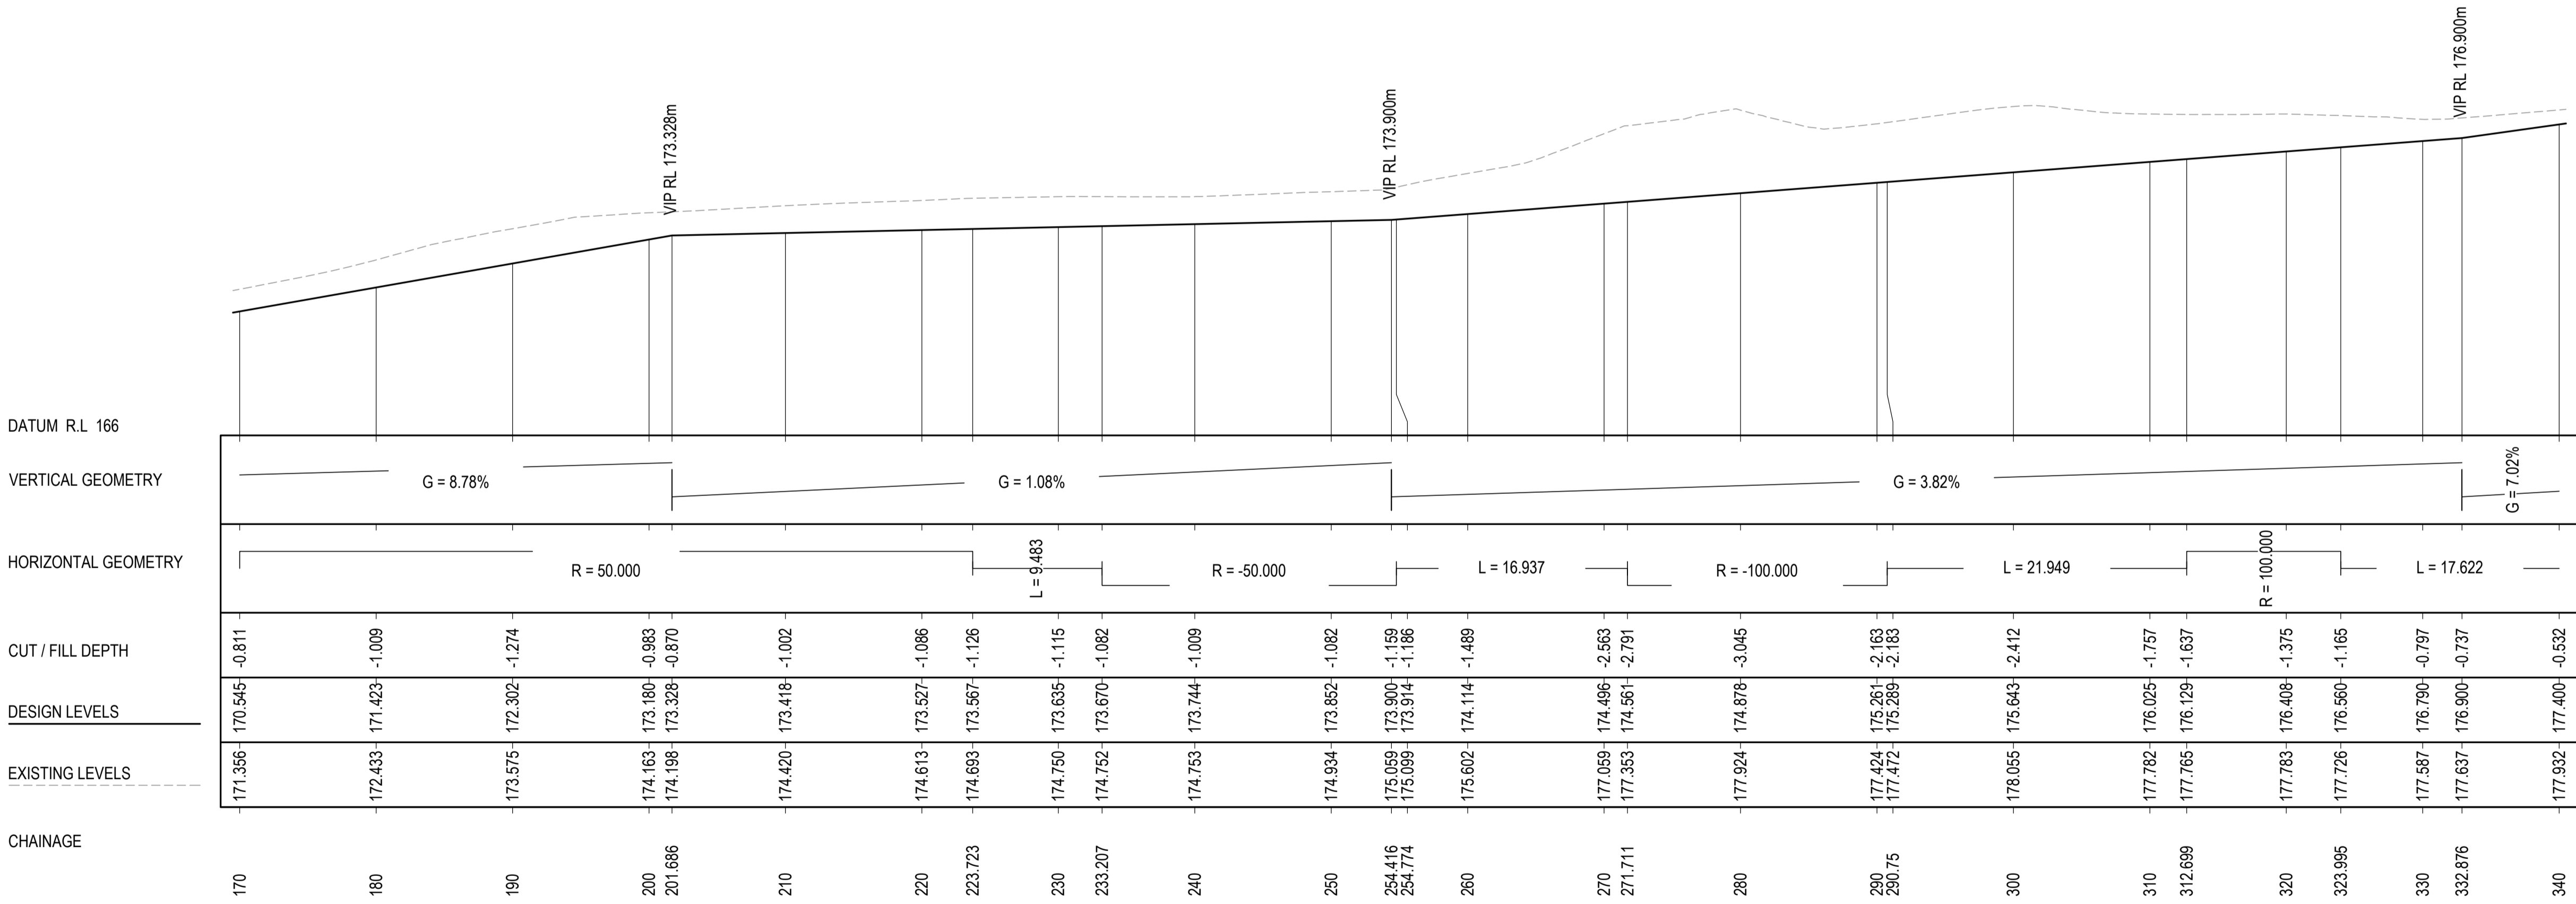 VIP RL 173.328m
VIP RL 173.900m
VIP RL 176.900m
DATUM R.L 166
VERTICAL GEOMETRY
G = 8.78%
G = 1.08%
G = 3.82%
G = 7.02%
HORIZONTAL GEOMETRY
R = 50.000
L = 9.483
R = -50.000
L = 16.937
R = -100.000
L = 21.949
R = 100.000
L = 17.622
CUT / FILL DEPTH
-0.811 -1.009 -1.274 -0.983 -0.870 -1.002 -1.086 -1.126 -1.115 -1.082 -1.009 -1.082 -1.159 -1.186 -1.489 -2.563 -2.791 -3.045 -2.163 -2.183 -2.412 -1.757 -1.637 -1.375 -1.165 -0.797 -0.737 -0.532
DESIGN LEVELS
170.545 171.423 172.302 173.180 173.328 173.418 173.527 173.567 173.635 173.670 173.744 173.852 173.900 173.914 174.114 174.496 174.561 174.878 175.261 175.289 175.643 176.025 176.129 176.408 176.560 176.790 176.900 177.400
EXISTING LEVELS
171.356 172.433 173.575 174.163 174.198 174.420 174.613 174.693 174.750 174.752 174.753 174.934 175.059 175.099 175.602 177.059 177.353 177.924 177.424 177.472 178.055 177.782 177.765 177.783 177.726 177.587 177.637 177.932
CHAINAGE
170 180 190 200 201.686 210 220 223.723 230 233.207 240 250 254.416 254.774 260 270 271.711 280 290 290.75 300 310 312.699 320 323.995 330 332.876 340